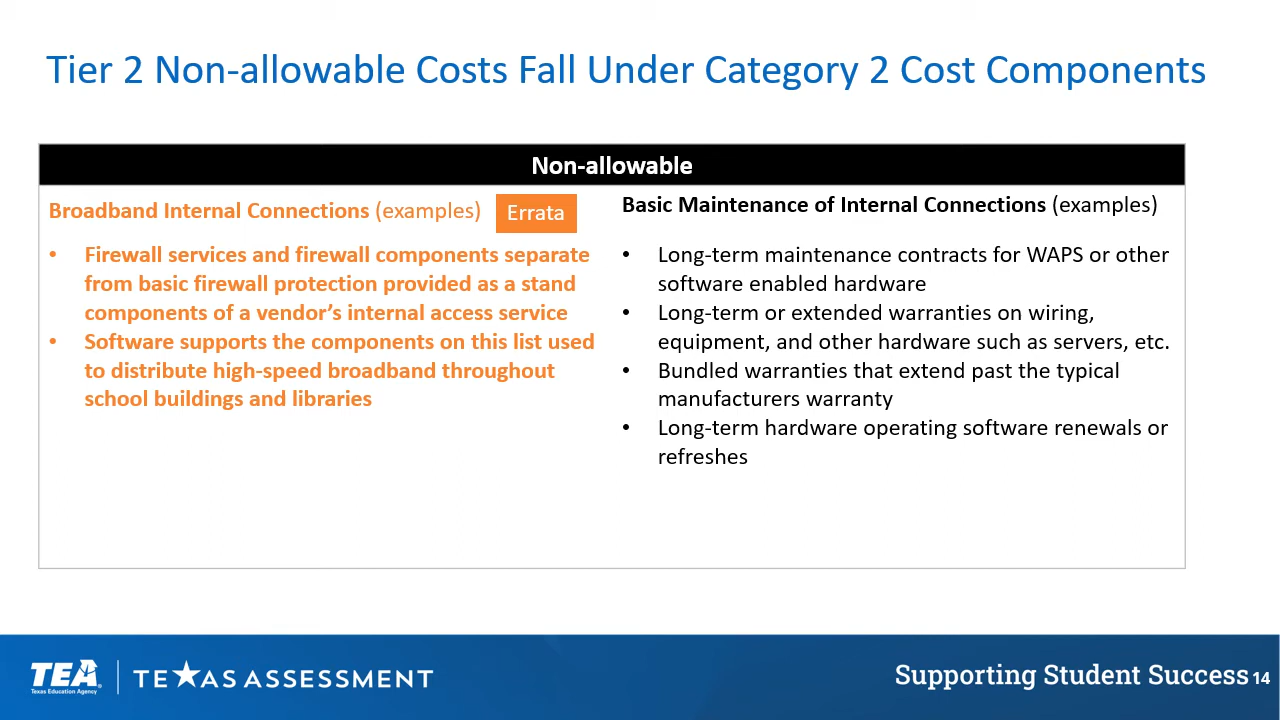 Tier 2 Non-allowable Costs Fall Under Category 2 Cost Components
Non-allowable
Broadband Internal Connections (examples)
Errata
• Firewall services and firewall components separate
from basic firewall protection provided as a stand
components of a vendor’s internal access service
• Software supports the components on this list used
to distribute high-speed broadband throughout
school buildings and libraries
Basic Maintenance of Internal Connections (examples)
• Long-term maintenance contracts for WAPS or other
software enabled hardware
• Long-term or extended warranties on wiring,
equipment, and other hardware such as servers, etc.
• Bundled warranties that extend past the typical
manufacturers warranty
• Long-term hardware operating software renewals or
refreshes
TEA
Texas Education Agency
TEXAS ASSESSMENT
Supporting Student Success
14